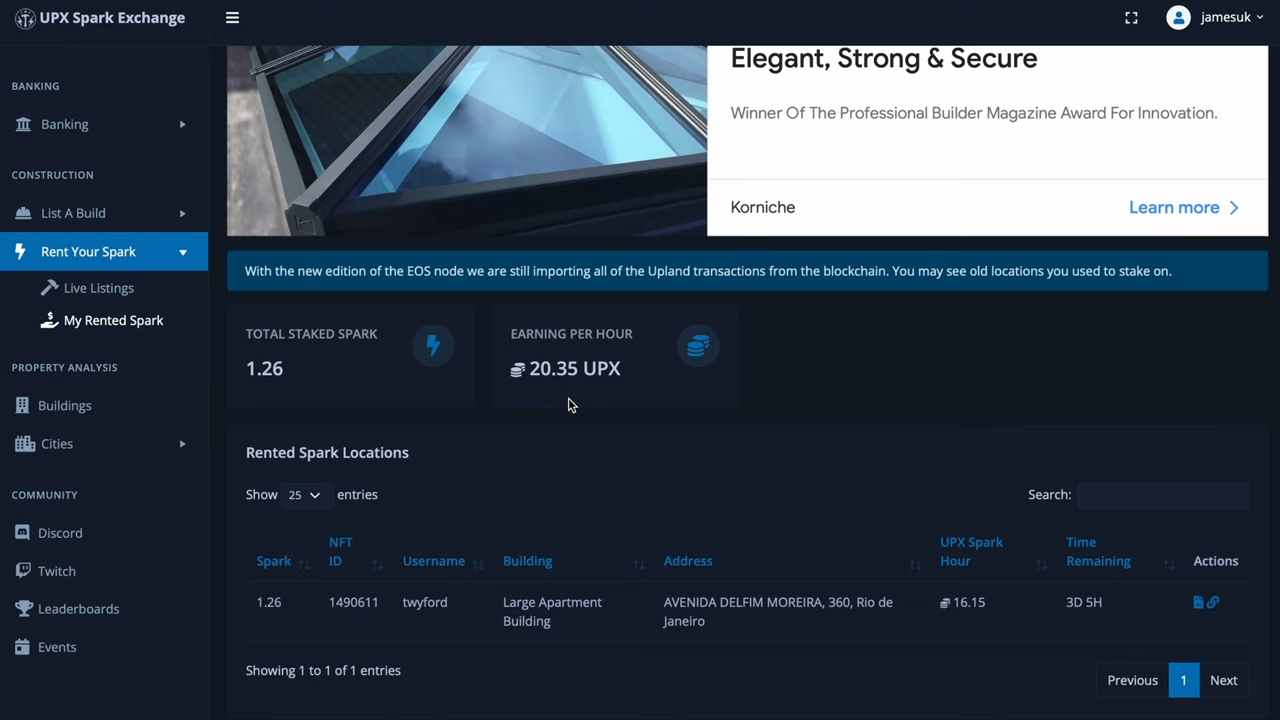 UPX Spark Exchange
jamesuk
BANKING
Banking
CONSTRUCTION
List A Build
Rent Your Spark
Live Listings
My Rented Spark
PROPERTY ANALYSIS
Buildings
Cities
COMMUNITY
Discord
Twitch
Leaderboards
Events
Elegant, Strong & Secure
Winner Of The Professional Builder Magazine Award For Innovation.
Korniche
Learn more
With the new edition of the EOS node we are still importing all of the Upland transactions from the blockchain. You may see old locations you used to stake on.
TOTAL STAKED SPARK
1.26
EARNING PER HOUR
20.35 UPX
Rented Spark Locations
Show 25 entries
Search:
Spark NFT ID Username Building Address UPX Spark Hour Time Remaining Actions
1.26 1490611 twyford Large Apartment Building AVENIDA DELFIM MOREIRA, 360, Rio de Janeiro 16.15 3D 5H
Showing 1 to 1 of 1 entries
Previous 1 Next